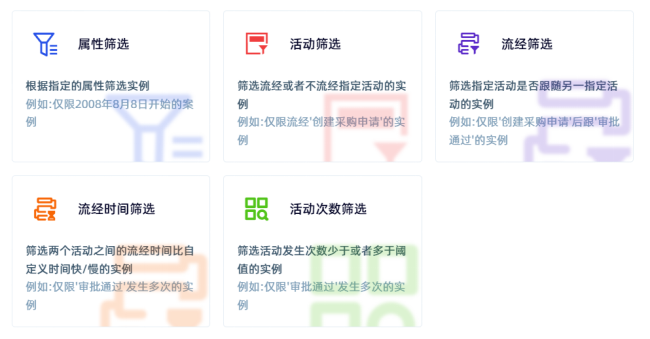 属性筛选
根据指定的属性筛选实例
例如:仅限2008年8月8日开始的案
例
活动筛选
筛选流经或者不流经指定活动的实
例
例如:仅限流经'创建采购申请'的实
例
流经筛选
筛选指定活动是否跟随另一指定活
动的实例
例如:仅限'创建采购申请'后跟'审批
通过'的实例
流经时间筛选
筛选两个活动之间的流经时间比自
定义时间快/慢的实例
例如:仅限'审批通过'发生多次的实
例
活动次数筛选
筛选活动发生次数少于或者多于阈
值的实例
例如:仅限'审批通过'发生多次的实
例